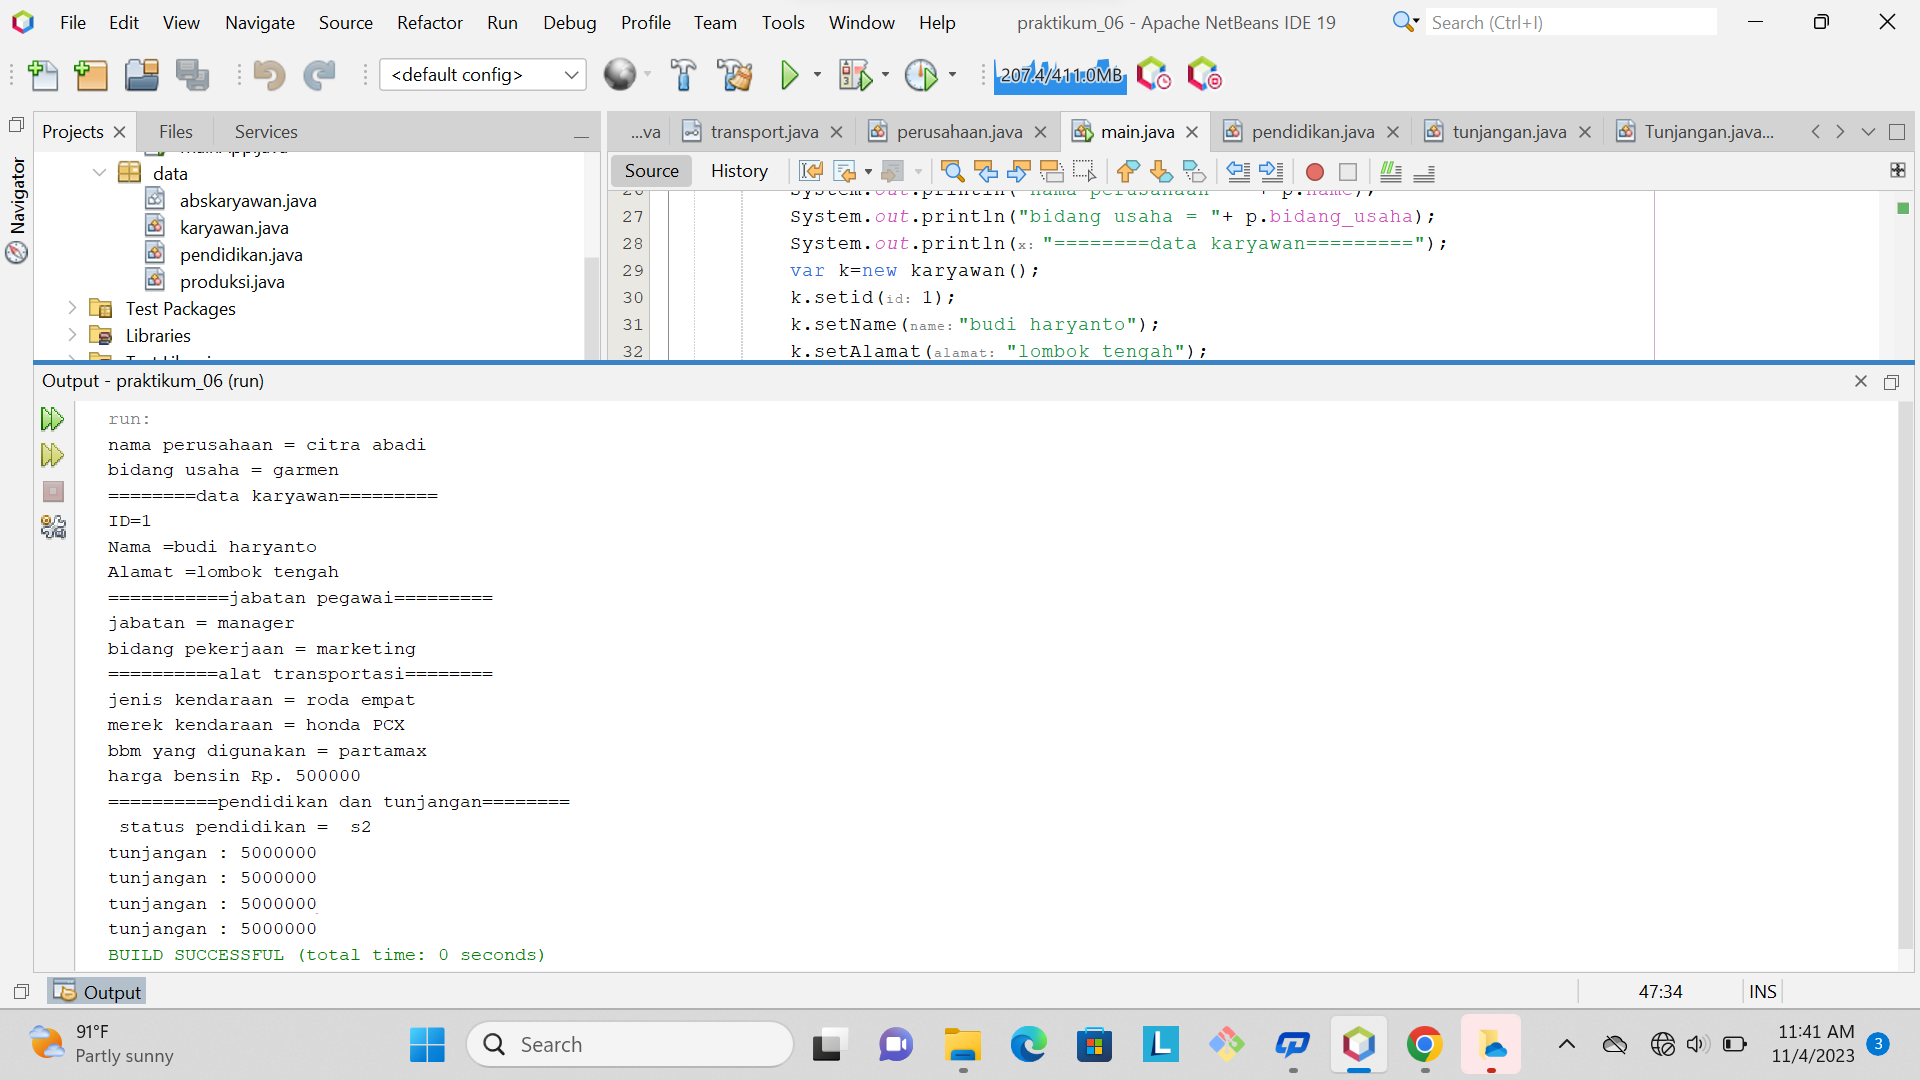 File Edit View Navigate Source Refactor Run Debug Profile Team Tools Window Help praktikum_06 - Apache NetBeans IDE 19 Search (Ctrl+I)
<default config> 207.4/411.0MB
Projects Files Services ...va transport.java perusahaan.java main.java pendidikan.java tunjangan.java Tunjangan.java...
Navigator
Source History
data
abskaryawan.java
karyawan.java
pendidikan.java
produksi.java
Test Packages
Libraries
27 System.out.println("bidang usaha = "+ p.bidang_usaha);
28 System.out.println(x: "========data karyawan=========");
29 var k=new karyawan();
30 k.setid(id: 1);
31 k.setName(name: "budi haryanto");
32 k.setAlamat(alamat: "lombok tengah");
Output - praktikum_06 (run)
run:
nama perusahaan = citra abadi
bidang usaha = garmen
========data karyawan=========
ID=1
Nama =budi haryanto
Alamat =lombok tengah
===========jabatan pegawai=========
jabatan = manager
bidang pekerjaan = marketing
==========alat transportasi========
jenis kendaraan = roda empat
merek kendaraan = honda PCX
bbm yang digunakan = partamax
harga bensin Rp. 500000
==========pendidikan dan tunjangan========
status pendidikan =  s2
tunjangan : 5000000
tunjangan : 5000000
tunjangan : 5000000
tunjangan : 5000000
BUILD SUCCESSFUL (total time: 0 seconds)
Output 47:34 INS
91°F
Partly sunny
Search
11:41 AM
11/4/2023
3